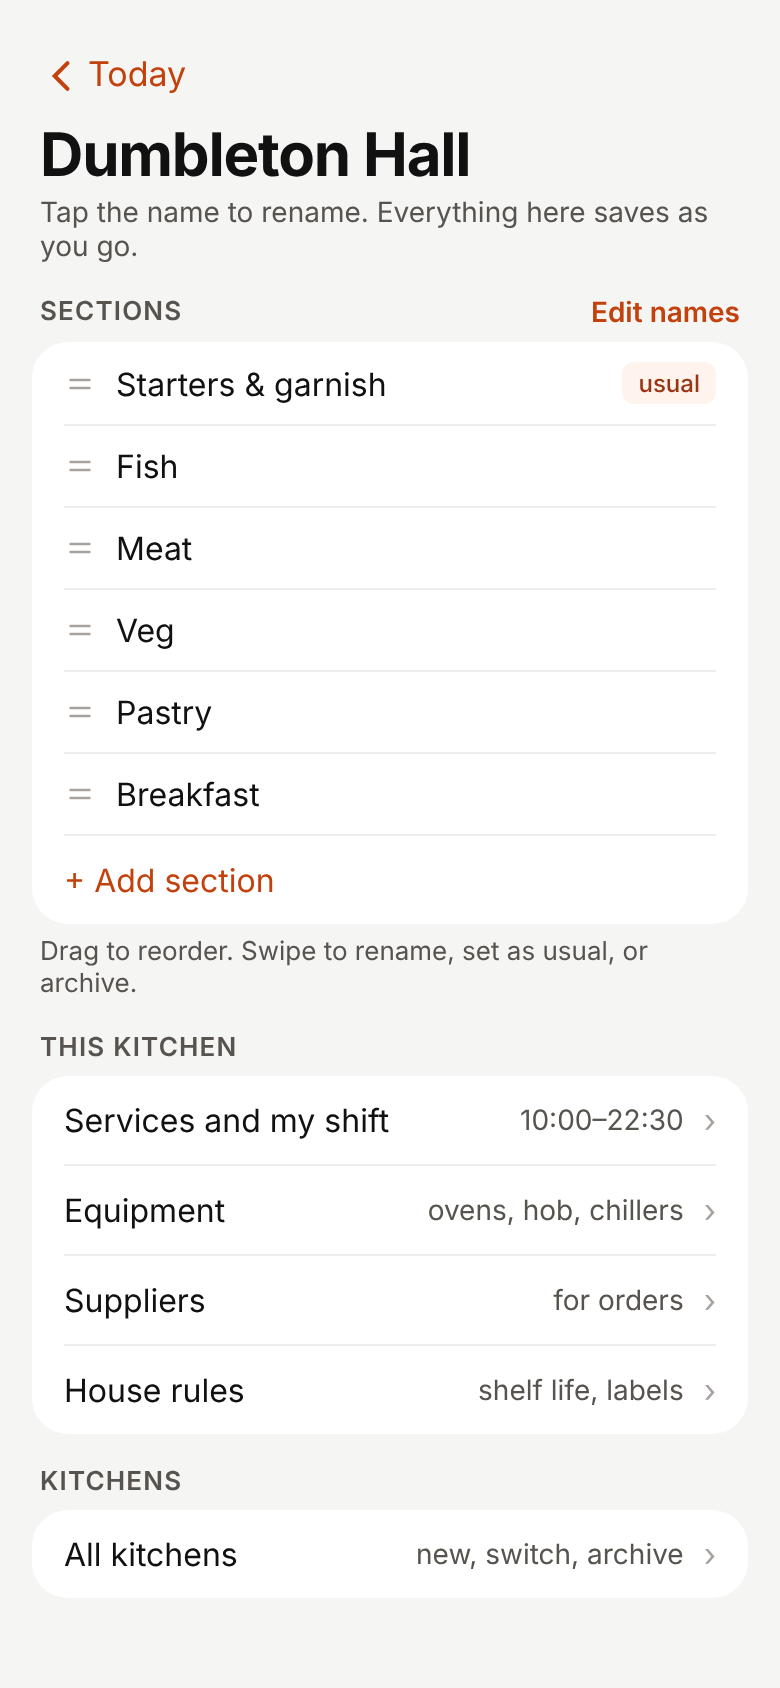 Today
Dumbleton Hall
Tap the name to rename. Everything here saves as
you go.
SECTIONS
Edit names
Starters & garnish
usual
Fish
Meat
Veg
Pastry
Breakfast
+ Add section
Drag to reorder. Swipe to rename, set as usual, or
archive.
THIS KITCHEN
Services and my shift
10:00–22:30
Equipment
ovens, hob, chillers
Suppliers
for orders
House rules
shelf life, labels
KITCHENS
All kitchens
new, switch, archive